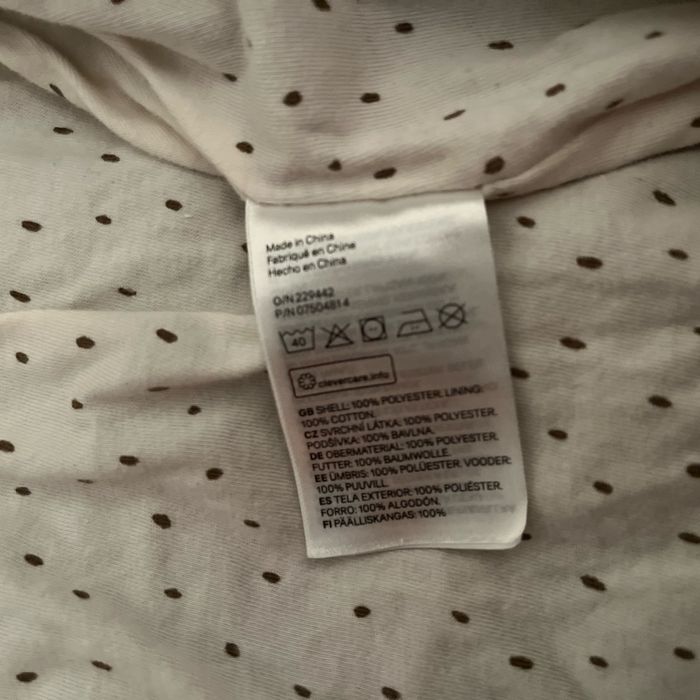 Made in China
Fabriqué en Chine
Hecho en China
O/N 229442
P/N 07504814
40
clevercare.info
GB SHELL: 100% POLYESTER. LINING:
100% COTTON.
CZ SVRCHNÍ LÁTKA: 100% POLYESTER.
PODŠÍVKA: 100% BAVLNA.
DE OBERMATERIAL: 100% POLYESTER.
FUTTER: 100% BAUMWOLLE.
EE ÜMBRIS: 100% POLÜESTER. VOODER:
100% PUUVILL.
ES TELA EXTERIOR: 100% POLIÉSTER.
FORRO: 100% ALGODÓN.
FI PÄÄLLISKANGAS: 100%